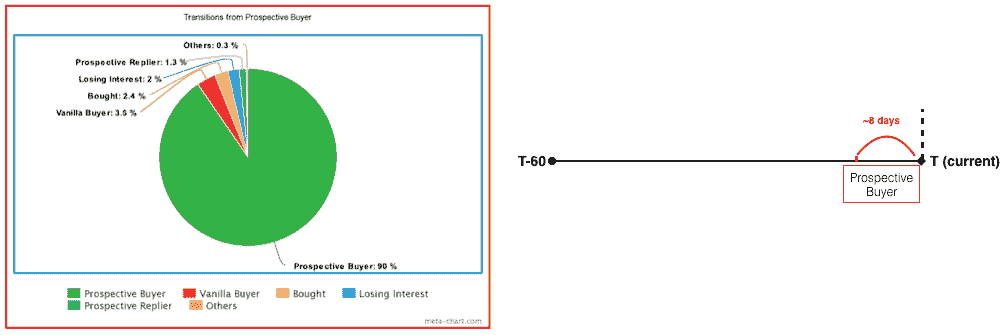 Transitions from Prospective Buyer
Others: 0.3 %
Prospective Replier: 1.3 %
Losing Interest: 2 %
Bought: 2.4 %
Vanilla Buyer: 3.6 %
Prospective Buyer: 90 %
Prospective Buyer Vanilla Buyer Bought Losing Interest
Prospective Replier Others
meta-chart.com
~8 days
T-60 T (current)
Prospective
Buyer